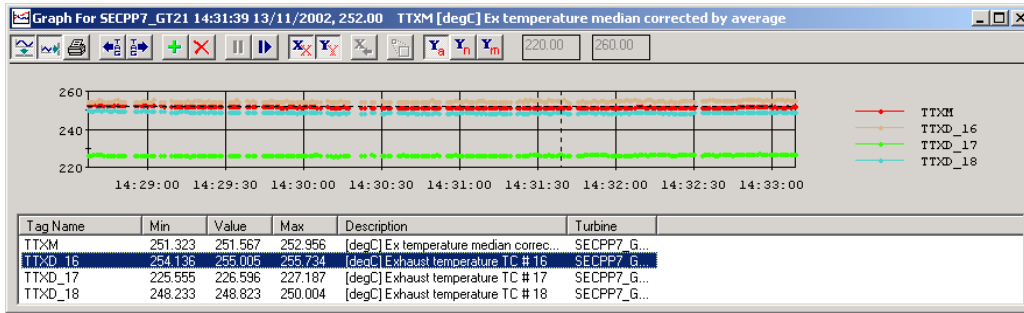 Graph For SECPP7_GT21 14:31:39 13/11/2002, 252.00 TTXM [degC] Ex temperature median corrected by average
XX YY X Ya Yn Ym 220.00 260.00
260
240
220
14:29:00 14:29:30 14:30:00 14:30:30 14:31:00 14:31:30 14:32:00 14:32:30 14:33:00
TTXM
TTXD_16
TTXD_17
TTXD_18
Tag Name Min Value Max Description Turbine
TTXM 251.323 251.567 252.956 [degC] Ex temperature median correc... SECPP7_G...
TTXD_16 254.136 255.005 255.734 [degC] Exhaust temperature TC # 16 SECPP7_G...
TTXD_17 225.555 226.596 227.187 [degC] Exhaust temperature TC # 17 SECPP7_G...
TTXD_18 248.233 248.823 250.004 [degC] Exhaust temperature TC # 18 SECPP7_G...